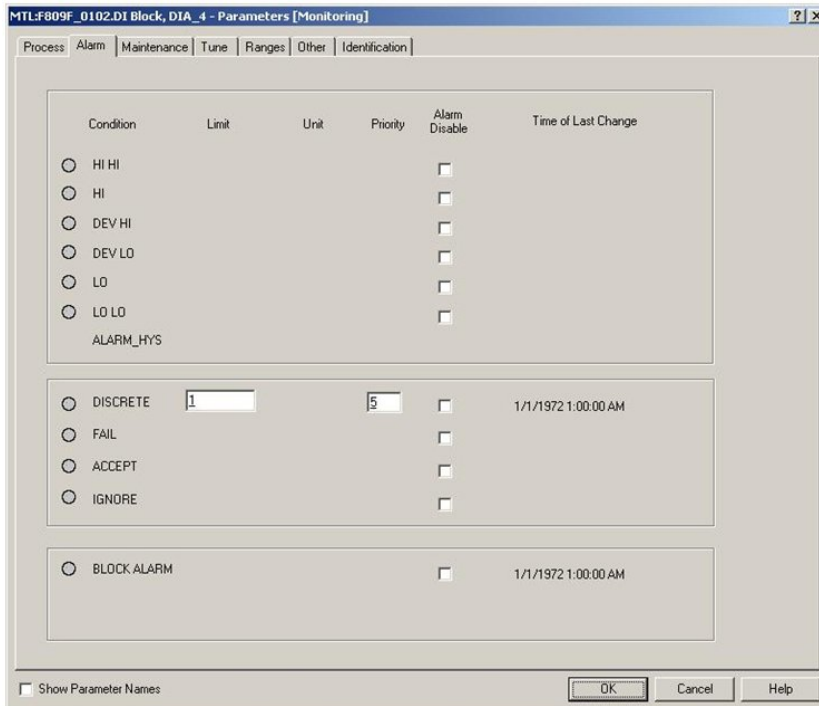 MTL:F809F_0102.DI Block, DIA_4 - Parameters [Monitoring]
Process Alarm Maintenance Tune Ranges Other Identification
Condition Limit Unit Priority Alarm Disable Time of Last Change
HI HI
HI
DEV HI
DEV LO
LO
LO LO
ALARM_HYS
DISCRETE 1 5 1/1/1972 1:00:00 AM
FAIL
ACCEPT
IGNORE
BLOCK ALARM 1/1/1972 1:00:00 AM
Show Parameter Names OK Cancel Help